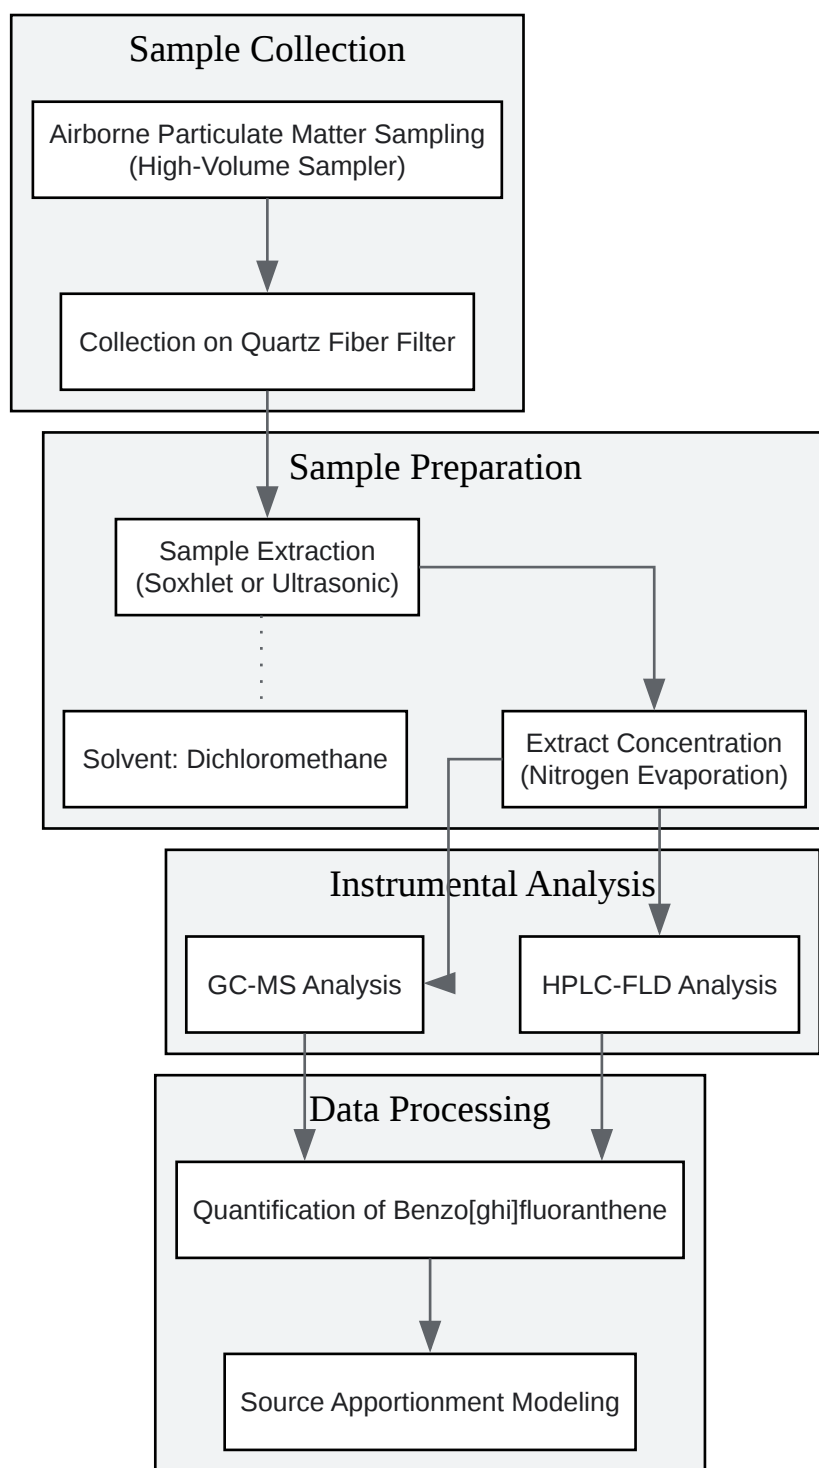 Sample Collection
Airborne Particulate Matter Sampling
(High-Volume Sampler)
Collection on Quartz Fiber Filter
Sample Preparation
Sample Extraction
(Soxhlet or Ultrasonic)
Solvent: Dichloromethane
Extract Concentration
(Nitrogen Evaporation)
Instrumental Analysis
GC-MS Analysis
HPLC-FLD Analysis
Data Processing
Quantification of Benzo[ghi]fluoranthene
Source Apportionment Modeling